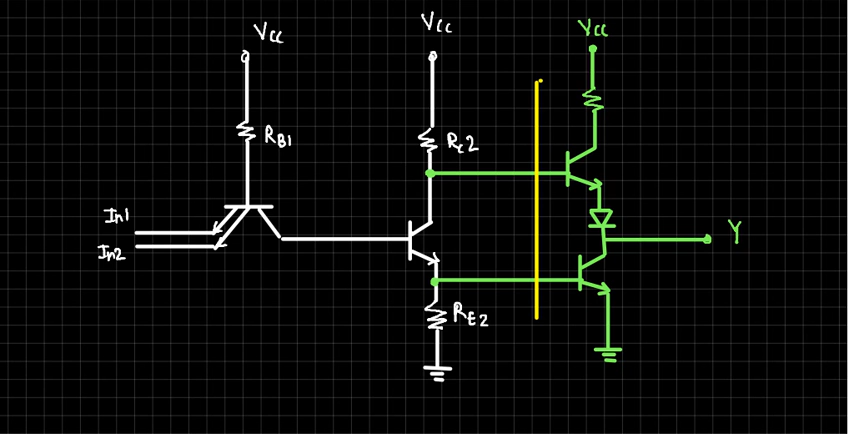 Vcc
Vcc
Vcc
RB1
Rc2
In1
In2
Y
RE2